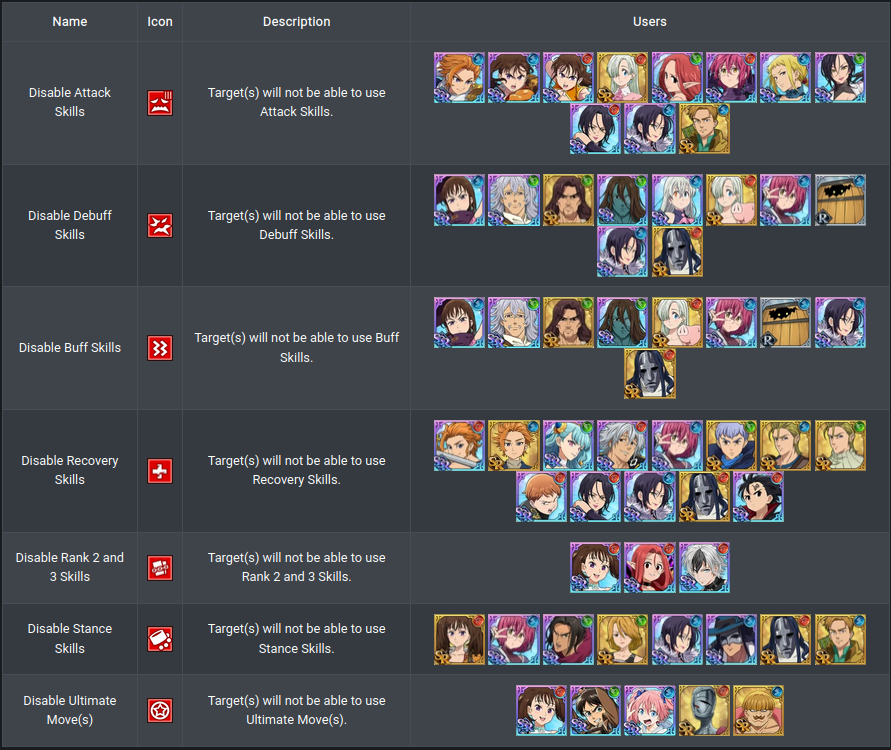 Name Icon Description Users
Disable Attack
Skills
Target(s) will not be able to use
Attack Skills.
Disable Debuff
Skills
Target(s) will not be able to use
Debuff Skills.
Disable Buff Skills
Target(s) will not be able to use Buff
Skills.
Disable Recovery
Skills
Target(s) will not be able to use
Recovery Skills.
Disable Rank 2 and
3 Skills
Target(s) will not be able to use
Rank 2 and 3 Skills.
Disable Stance
Skills
Target(s) will not be able to use
Stance Skills.
Disable Ultimate
Move(s)
Target(s) will not be able to use
Ultimate Move(s).